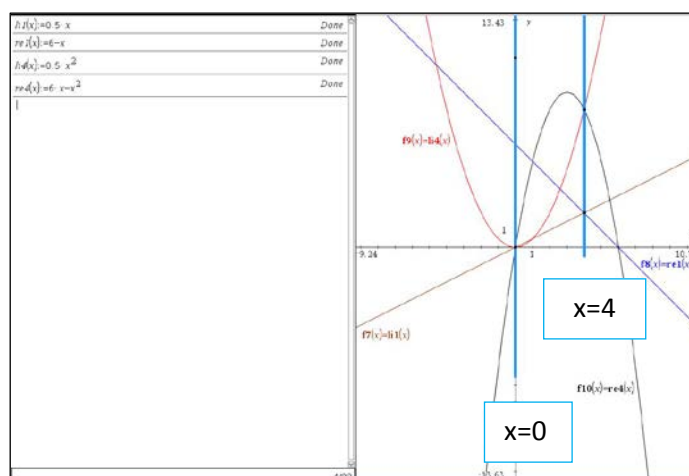 li1(x):=0.5·x Done
re1(x):=6−x Done
li4(x):=0.5·x² Done
re4(x):=6·x−x² Done
13.43 y
f9(x)=li4(x)
1
-9.24 1
f8(x)=re1(x
x=4
f7(x)=li1(x)
f10(x)=re4(x)
x=0